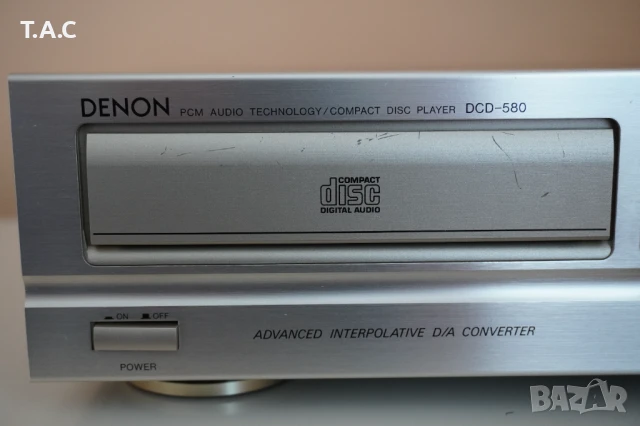 T.A.C
DENON PCM AUDIO TECHNOLOGY/COMPACT DISC PLAYER DCD-580
COMPACT
disc
DIGITAL AUDIO
ON OFF
ADVANCED INTERPOLATIVE D/A CONVERTER
POWER
BAZAR